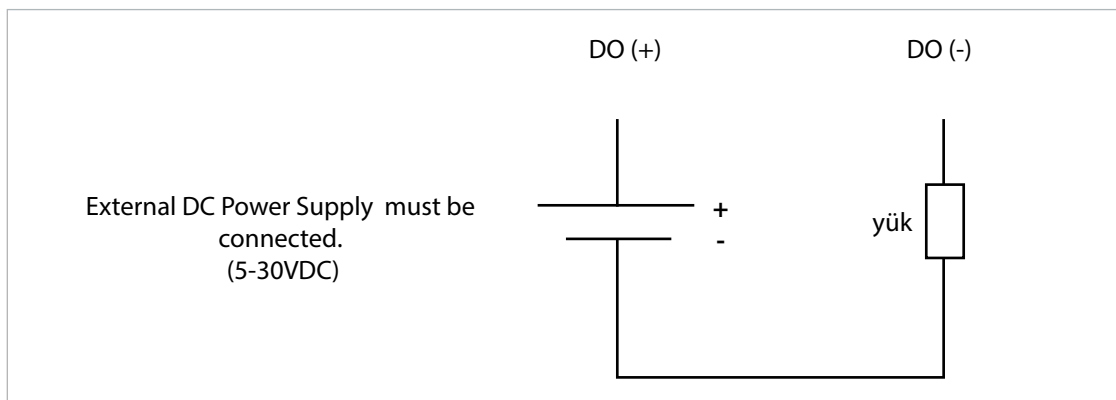 DO (+)
DO (-)
External DC Power Supply must be
connected.
(5-30VDC)
+
-
yük